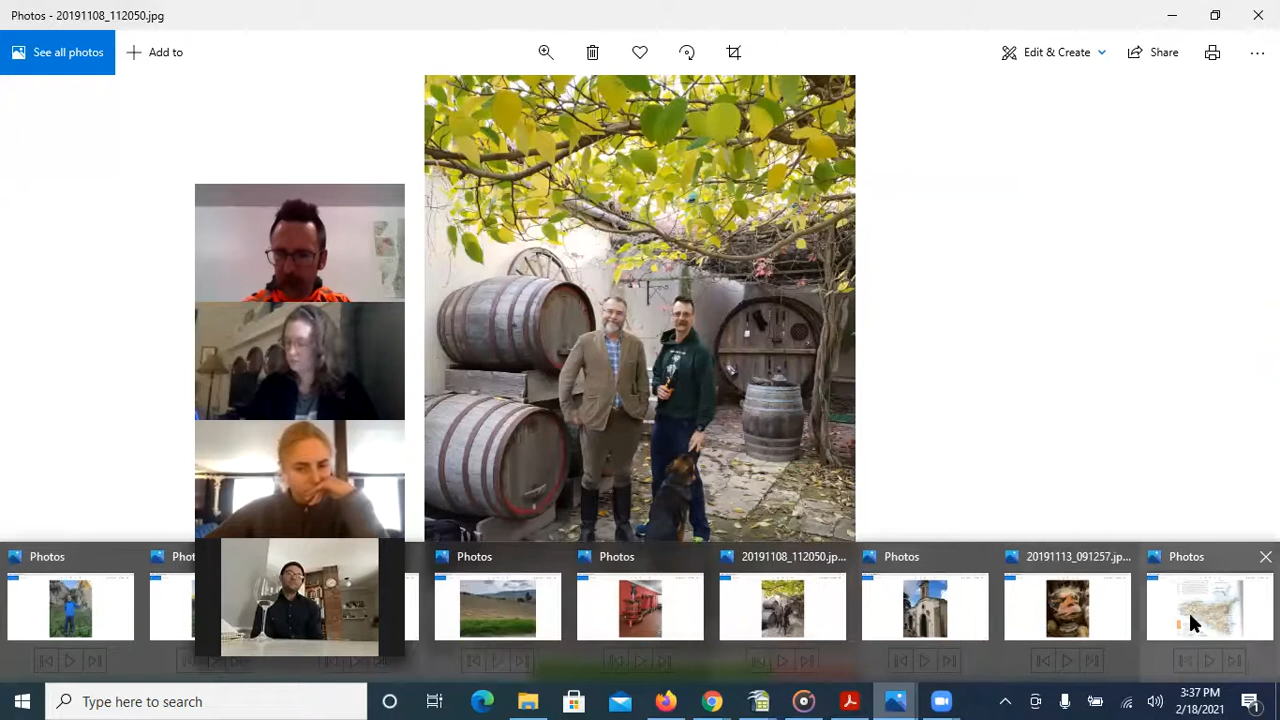 Photos - 20191108_112050.jpg
See all photos
Add to
Edit & Create
Share
Photos
Photos
Photos
20191108_112050.jp...
Photos
20191113_091257.jp...
Photos
Type here to search
3:37 PM
2/18/2021